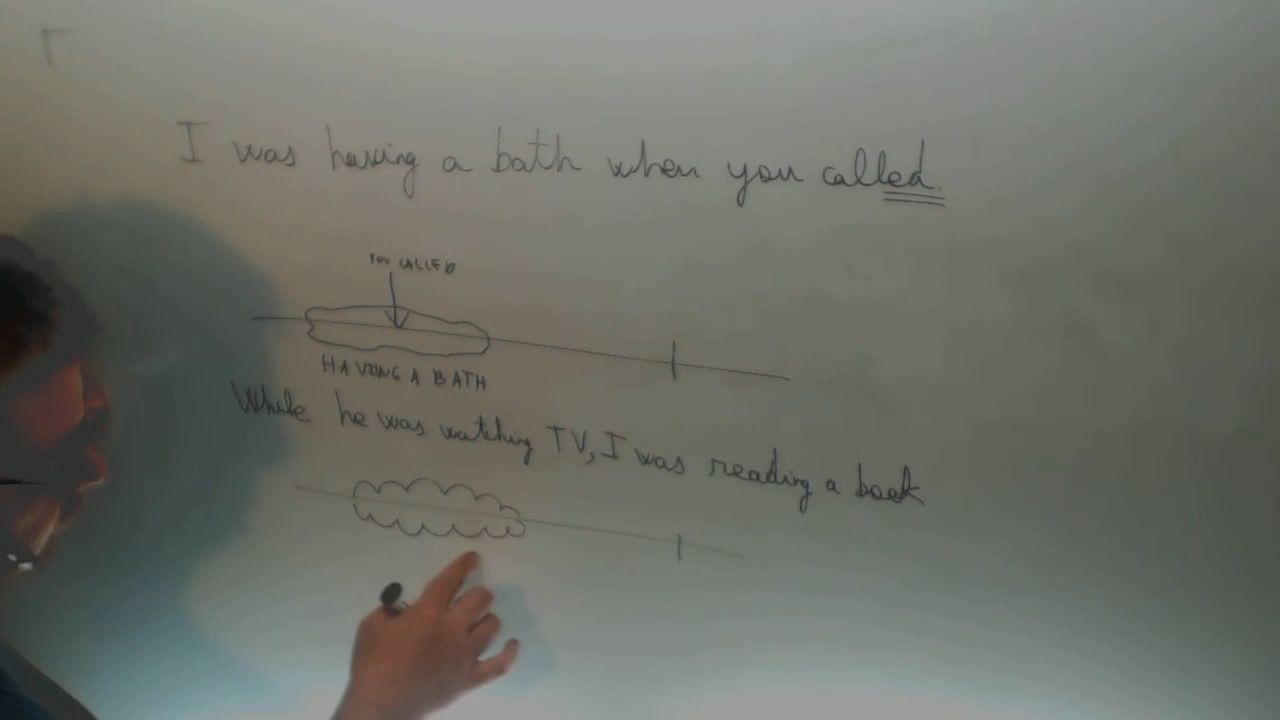 I was having a bath when you called.
YOU CALLED
HAVING A BATH
While he was watching TV, I was reading a book